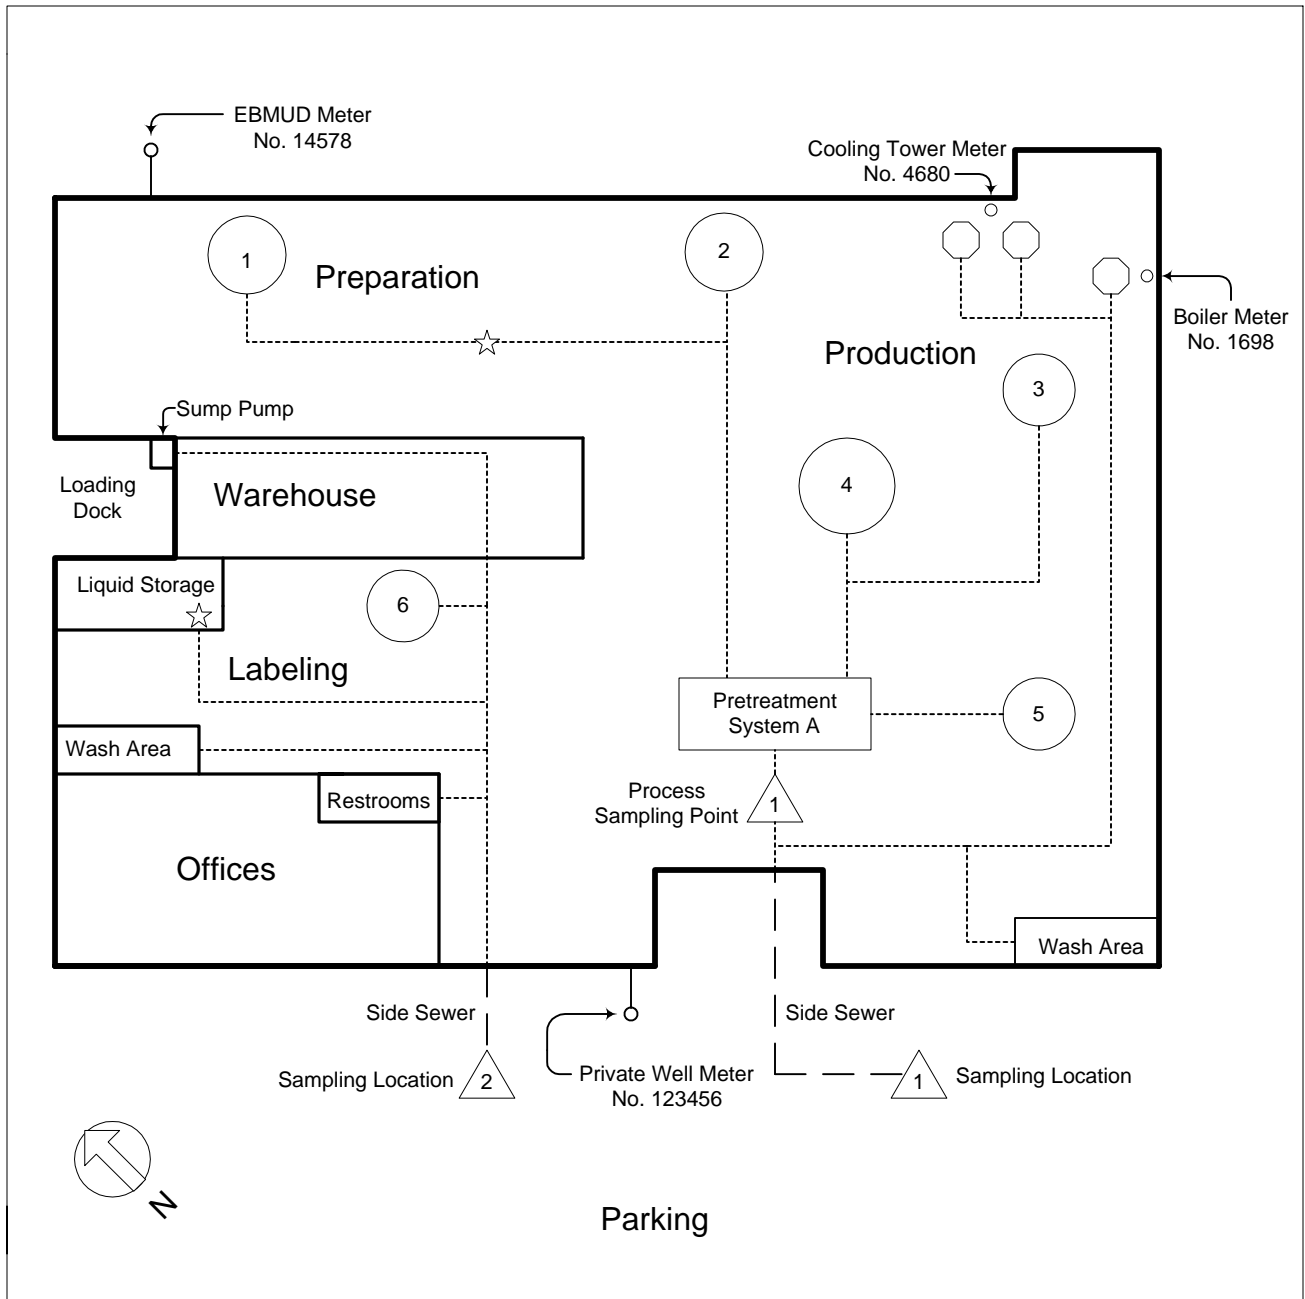 EBMUD Meter
No. 14578
Cooling Tower Meter
No. 4680
1
2
Preparation
Boiler Meter
No. 1698
Production
3
Sump Pump
Loading
Dock
Warehouse
4
Liquid Storage
6
Labeling
Pretreatment
System A
5
Wash Area
Restrooms
Process
Sampling Point
1
Offices
Wash Area
Side Sewer
Side Sewer
Sampling Location
2
Private Well Meter
No. 123456
1
Sampling Location
N
Parking